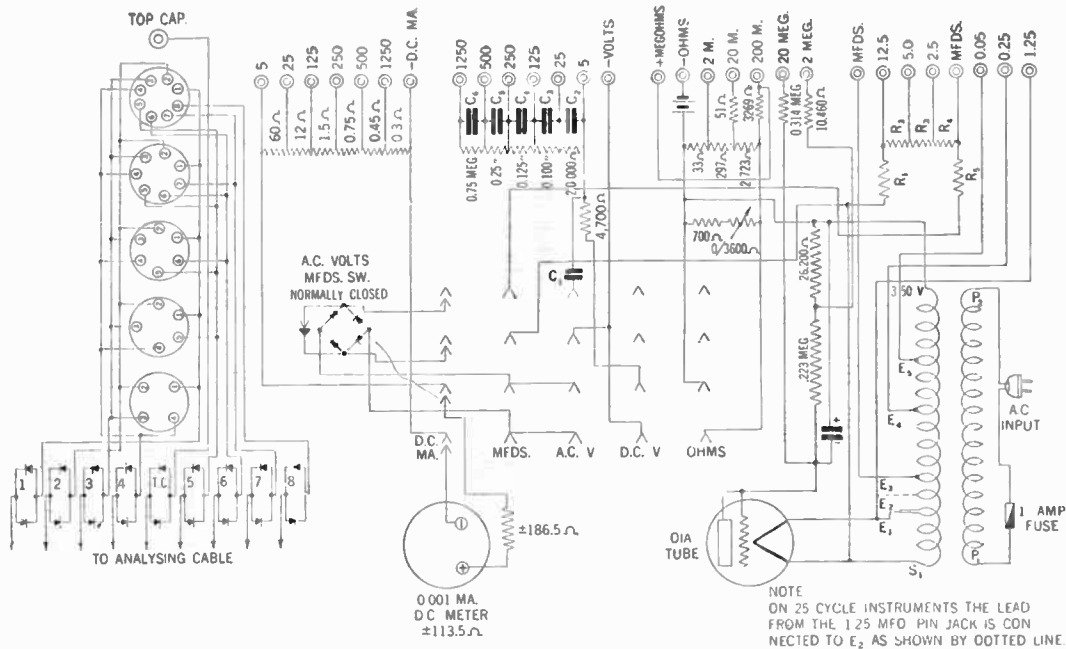 TOP CAP.
5
25
125
250
500
1250
-D.C. MA.
1250
500
250
125
25
5
-VOLTS
+MEGOHMS
-OHMS
2 M.
20 M.
200 M.
20 MEG.
2 MEG.
MFDS.
12.5
5.0
2.5
MFDS.
0.05
0.25
1.25
60Ω
12Ω
1.5Ω
0.75Ω
0.45Ω
0.3Ω
C₆
C₅
C₄
C₃
C₂
0.75 MEG
0.25"
0.125"
0.100"
20,000Ω
4,700Ω
C₁
51Ω
3269Ω
33Ω
297Ω
2,723Ω
700Ω
0/3600Ω
0.314 MEG
10,460Ω
26,200Ω
.223 MEG
R₁
R₂
R₃
R₄
R₅
A.C. VOLTS
MFDS. SW.
NORMALLY CLOSED
350 V
P₂
E₅
E₄
E₃
E₂
E₁
S₁
P₁
A.C
INPUT
1 AMP
FUSE
D.C.
MA.
MFDS.
A.C. V
D.C. V
OHMS
1
2
3
4
T.C.
5
6
7
8
TO ANALYSING CABLE
±186.5Ω
0.001 MA.
D C METER
±113.5Ω
01A
TUBE
NOTE
ON 25 CYCLE INSTRUMENTS THE LEAD
FROM THE 1.25 MFD PIN JACK IS CON
NECTED TO E₂ AS SHOWN BY DOTTED LINE.